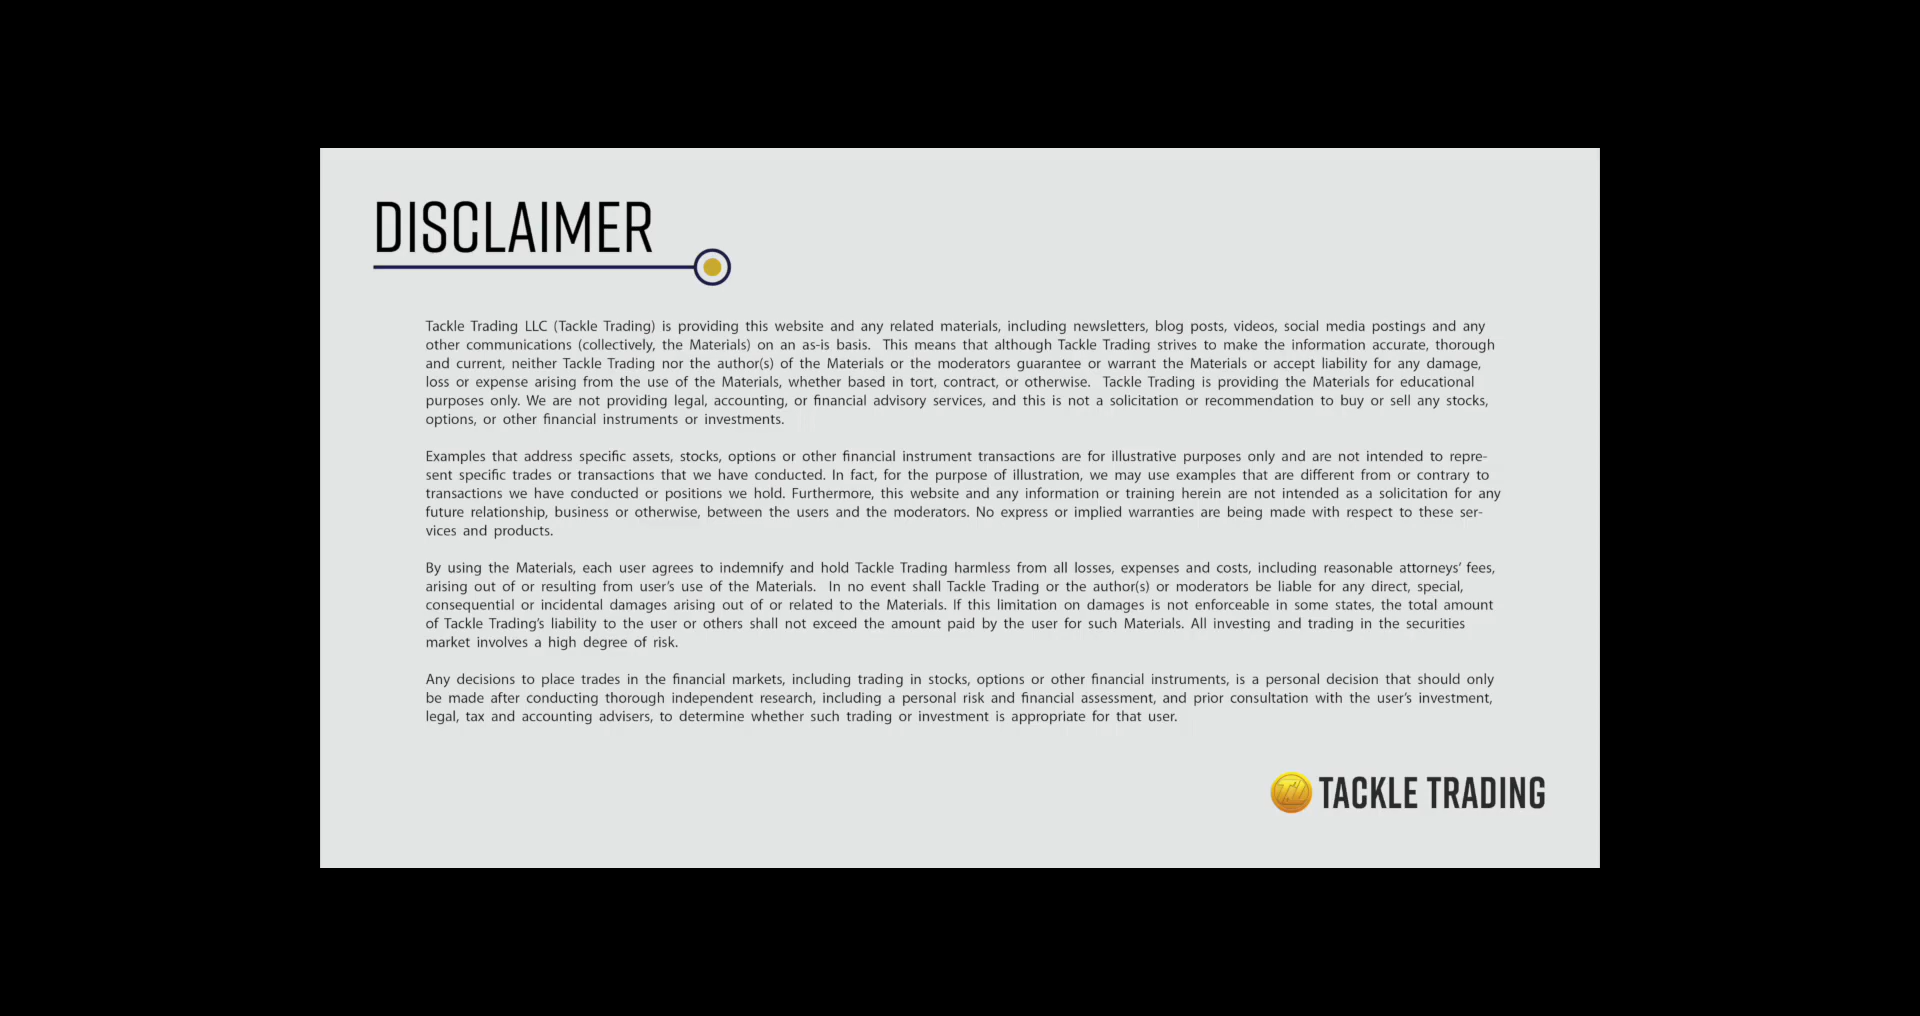 DISCLAIMER
Tackle Trading LLC (Tackle Trading) is providing this website and any related materials, including newsletters, blog posts, videos, social media postings and any
other communications (collectively, the Materials) on an as-is basis.  This means that although Tackle Trading strives to make the information accurate, thorough
and current, neither Tackle Trading nor the author(s) of the Materials or the moderators guarantee or warrant the Materials or accept liability for any damage,
loss or expense arising from the use of the Materials, whether based in tort, contract, or otherwise.  Tackle Trading is providing the Materials for educational
purposes only. We are not providing legal, accounting, or financial advisory services, and this is not a solicitation or recommendation to buy or sell any stocks,
options, or other financial instruments or investments.
Examples that address specific assets, stocks, options or other financial instrument transactions are for illustrative purposes only and are not intended to repre-
sent specific trades or transactions that we have conducted. In fact, for the purpose of illustration, we may use examples that are different from or contrary to
transactions we have conducted or positions we hold. Furthermore, this website and any information or training herein are not intended as a solicitation for any
future relationship, business or otherwise, between the users and the moderators. No express or implied warranties are being made with respect to these ser-
vices and products.
By using the Materials, each user agrees to indemnify and hold Tackle Trading harmless from all losses, expenses and costs, including reasonable attorneys’ fees,
arising out of or resulting from user’s use of the Materials.  In no event shall Tackle Trading or the author(s) or moderators be liable for any direct, special,
consequential or incidental damages arising out of or related to the Materials. If this limitation on damages is not enforceable in some states, the total amount
of Tackle Trading’s liability to the user or others shall not exceed the amount paid by the user for such Materials. All investing and trading in the securities
market involves a high degree of risk.
Any decisions to place trades in the financial markets, including trading in stocks, options or other financial instruments, is a personal decision that should only
be made after conducting thorough independent research, including a personal risk and financial assessment, and prior consultation with the user’s investment,
legal, tax and accounting advisers, to determine whether such trading or investment is appropriate for that user.
TACKLE TRADING